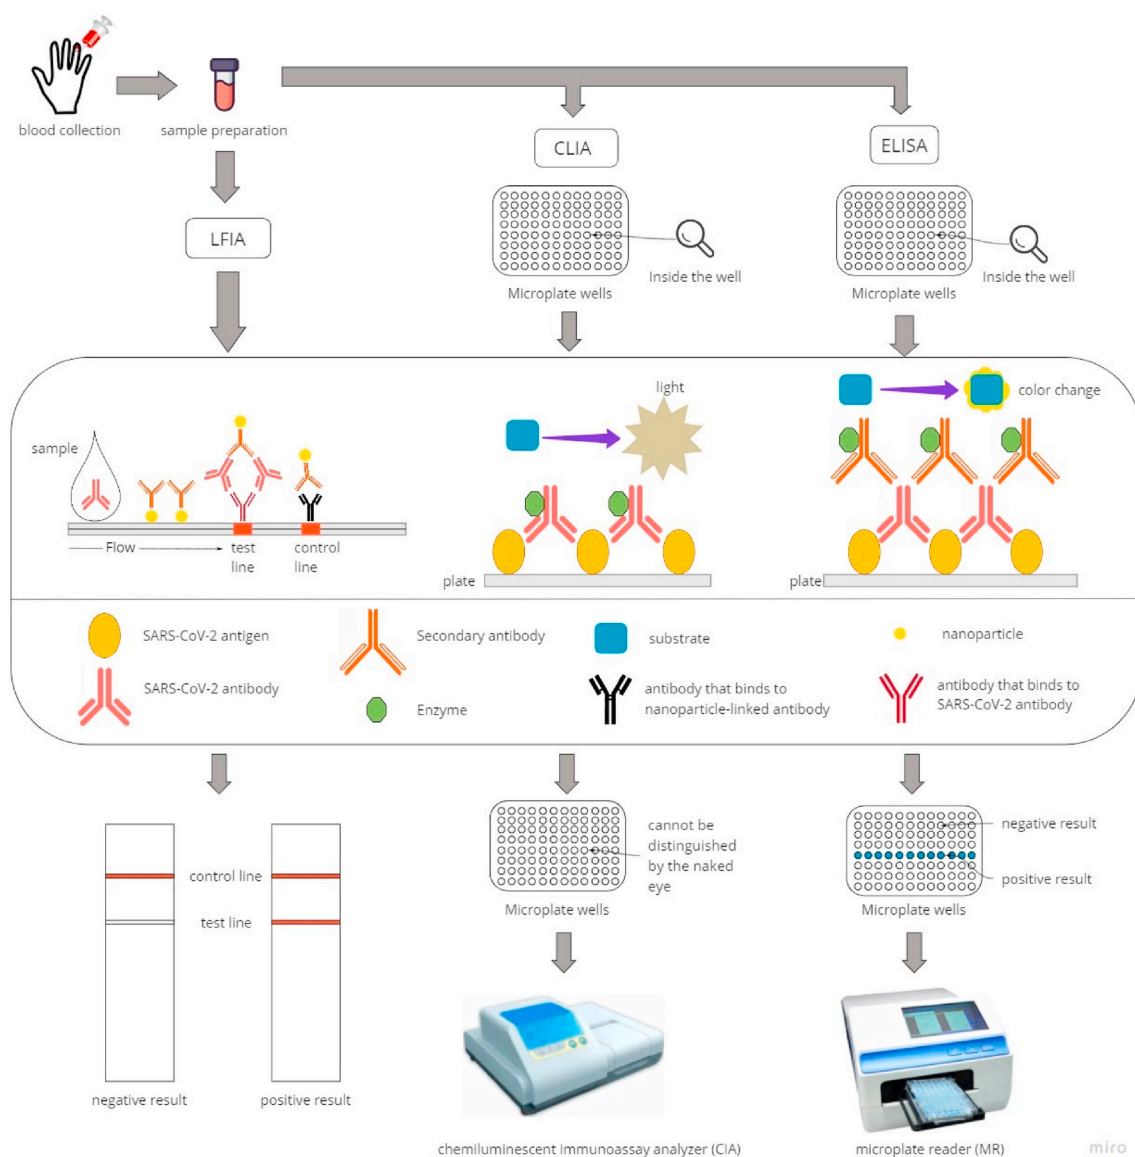 blood collection
sample preparation
CLIA
ELISA
LFIA
Inside the well
Inside the well
Microplate wells
Microplate wells
light
color change
sample
Flow
test
line
control
line
plate
plate
SARS-CoV-2 antigen
Secondary antibody
substrate
nanoparticle
SARS-CoV-2 antibody
Enzyme
antibody that binds to
nanoparticle-linked antibody
antibody that binds to
SARS-CoV-2 antibody
control line
test line
cannot be
distinguished
by the naked
eye
negative result
positive result
Microplate wells
Microplate wells
negative result
positive result
chemiluminescent immunoassay analyzer (CIA)
microplate reader (MR)
miro